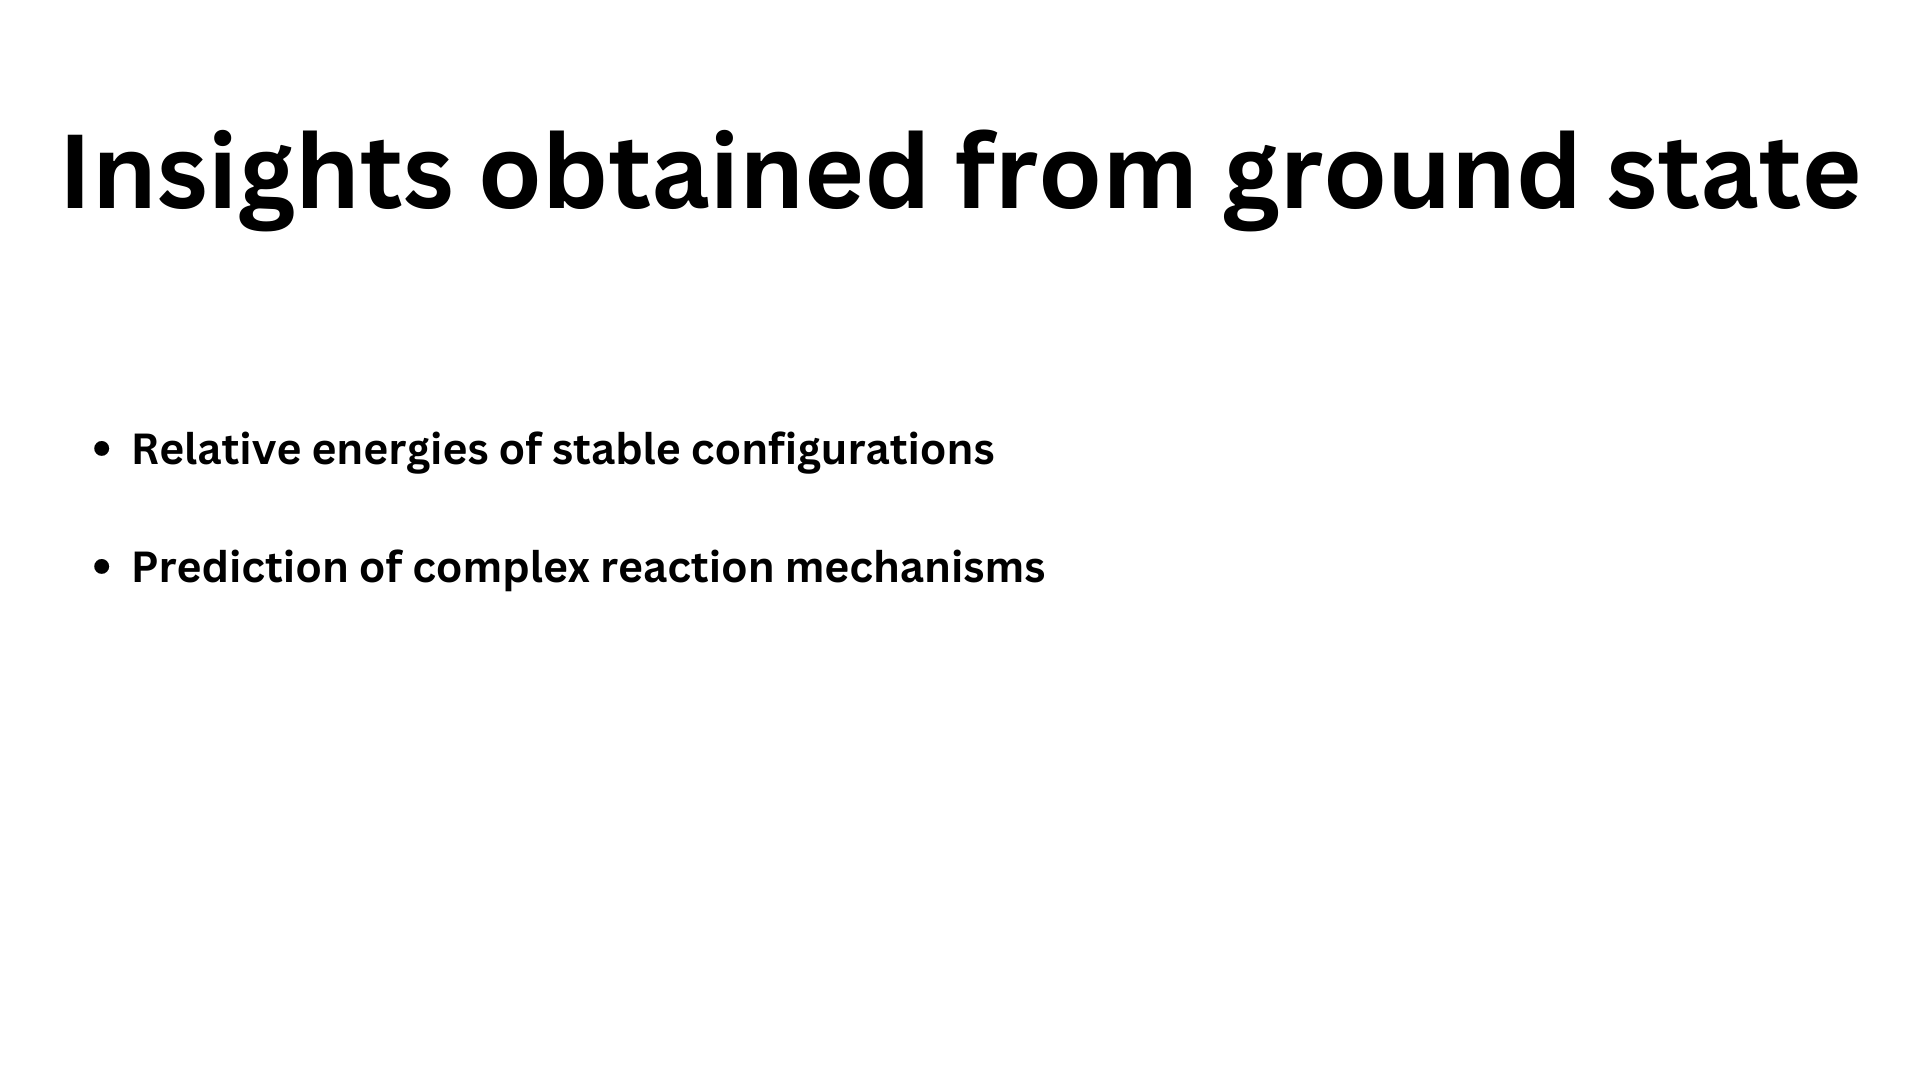 Insights obtained from ground state
• Relative energies of stable configurations
• Prediction of complex reaction mechanisms